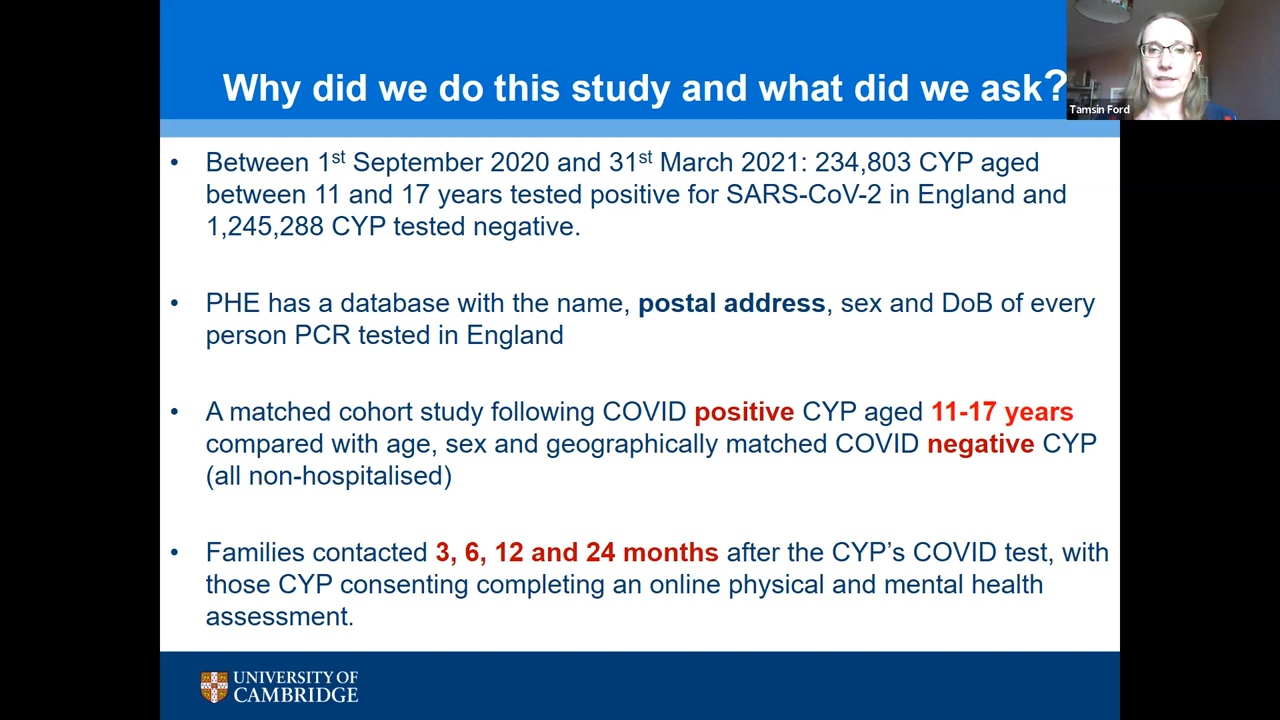 Why did we do this study and what did we ask?
Tamsin Ford
• Between 1st September 2020 and 31st March 2021: 234,803 CYP aged
between 11 and 17 years tested positive for SARS-CoV-2 in England and
1,245,288 CYP tested negative.
• PHE has a database with the name, postal address, sex and DoB of every
person PCR tested in England
• A matched cohort study following COVID positive CYP aged 11-17 years
compared with age, sex and geographically matched COVID negative CYP
(all non-hospitalised)
• Families contacted 3, 6, 12 and 24 months after the CYP’s COVID test, with
those CYP consenting completing an online physical and mental health
assessment.
UNIVERSITY OF
CAMBRIDGE